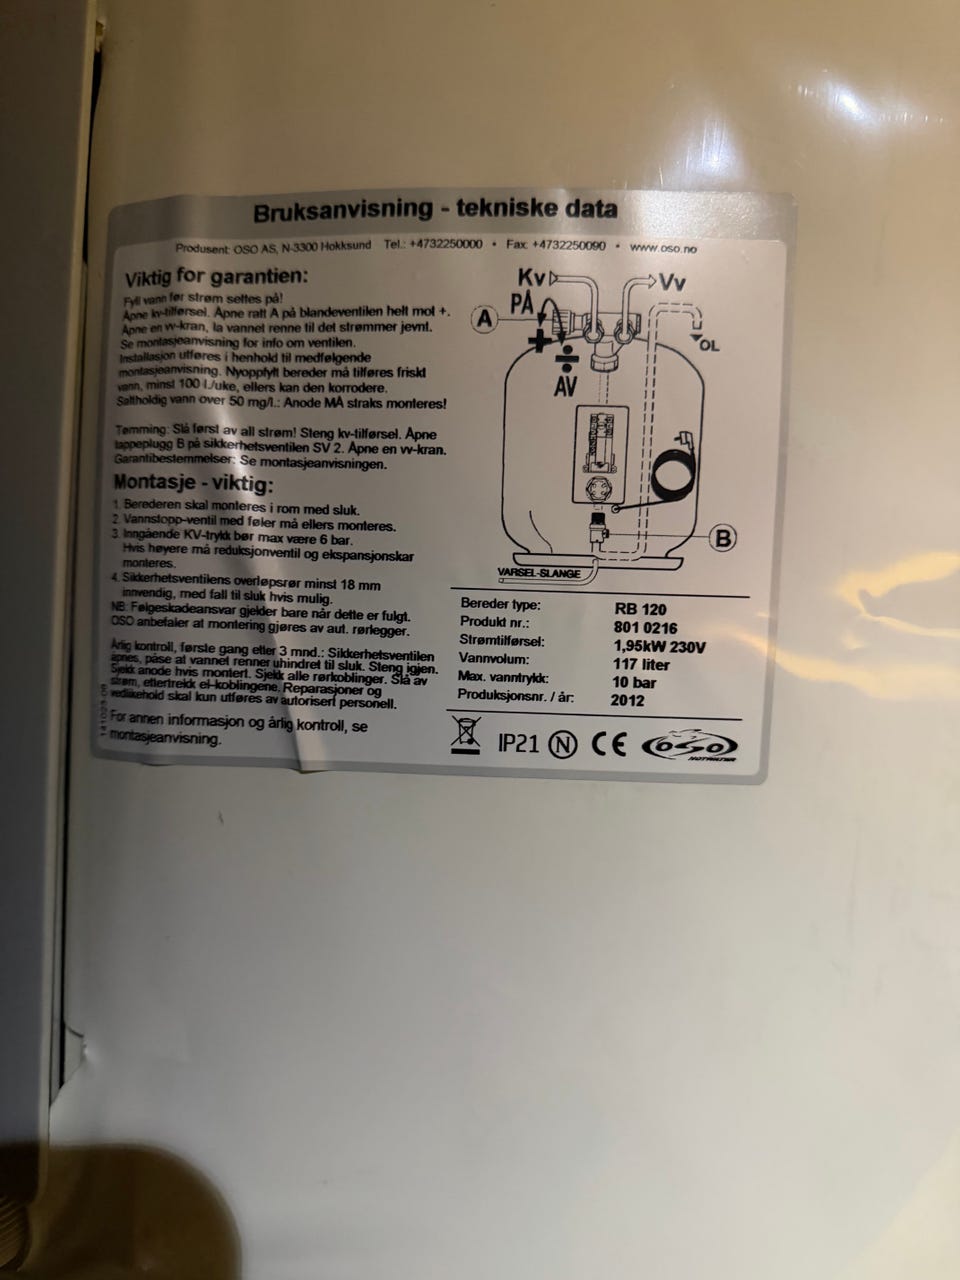 Bruksanvisning - tekniske data
Produsent: OSO AS, N-3300 Hokksund Tel.: +4732250000 • Fax: +4732250090 • www.oso.no
Viktig for garantien:
Fyll vann før strøm settes på!
Åpne kv-tilførsel. Åpne ratt A på blandeventilen helt mot +.
Åpne en vv-kran, la vannet renne til det strømmer jevnt.
Se montasjeanvisning for info om ventilen.
Installasjon utføres i henhold til medfølgende
montasjeanvisning. Nyoppfylt bereder må tilføres friskt
vann, minst 100 L/uke, ellers kan den korrodere.
Saltholdig vann over 50 mg/l.: Anode MÅ straks monteres!
Tømming: Slå først av all strøm! Steng kv-tilførsel. Åpne
tappeplugg B på sikkerhetsventilen SV 2. Åpne en vv-kran.
Garantibestemmelser: Se montasjeanvisningen.
Montasje - viktig:
1. Berederen skal monteres i rom med sluk.
2. Vannstopp-ventil med føler må ellers monteres.
3. Inngående KV-trykk bør max være 6 bar.
Hvis høyere må reduksjonventil og ekspansjonskar
monteres.
4. Sikkerhetsventilens overløpsrør minst 18 mm
innvendig, med fall til sluk hvis mulig.
NB: Følgeskadeansvar gjelder bare når dette er fulgt.
OSO anbefaler at montering gjøres av aut. rørlegger.
Årlig kontroll, første gang etter 3 mnd.: Sikkerhetsventilen
åpnes, påse at vannet renner uhindret til sluk. Steng igjen.
Sjekk anode hvis montert. Sjekk alle rørkoblinger. Slå av
strøm, ettertrekk el-koblingene. Reparasjoner og
vedlikehold skal kun utføres av autorisert personell.
For annen informasjon og årlig kontroll, se
montasjeanvisning.
Kv
Vv
PÅ
A
+
÷
AV
OL
B
VARSEL-SLANGE
Bereder type: RB 120
Produkt nr.: 801 0216
Strømtilførsel: 1,95kW 230V
Vannvolum: 117 liter
Max. vanntrykk: 10 bar
Produksjonsnr. / år: 2012
IP21 N CE OSO
HOTWATER